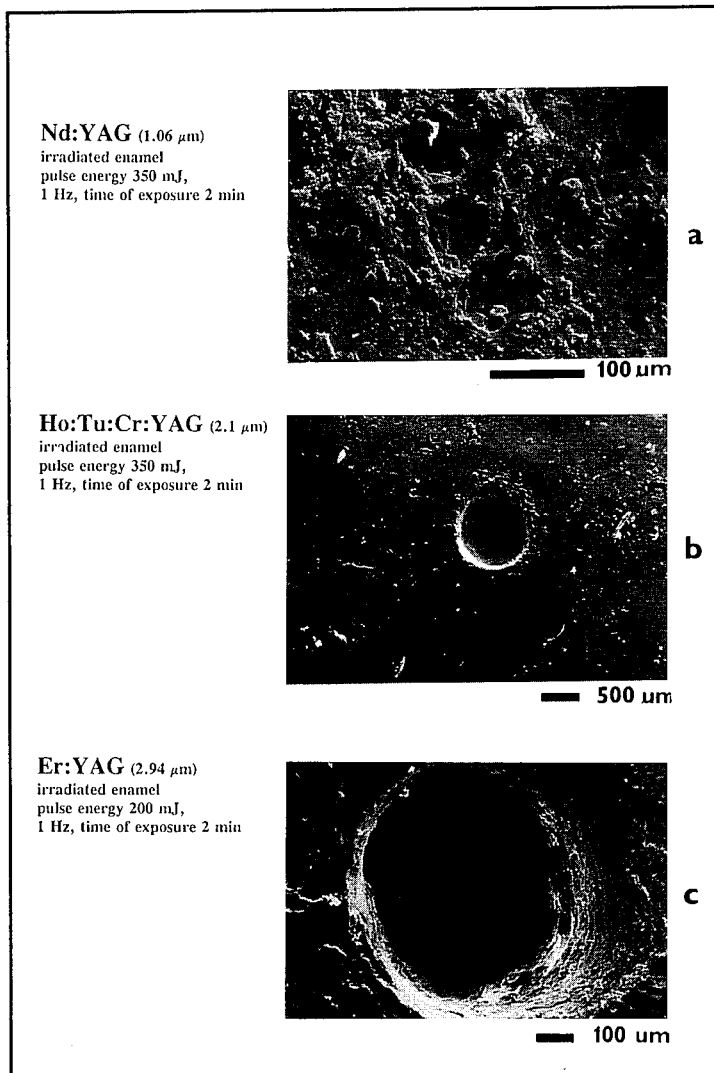 Nd:YAG (1.06 μm)
irradiated enamel
pulse energy 350 mJ,
1 Hz, time of exposure 2 min
a
100 μm
Ho:Tu:Cr:YAG (2.1 μm)
irradiated enamel
pulse energy 350 mJ,
1 Hz, time of exposure 2 min
b
500 μm
Er:YAG (2.94 μm)
irradiated enamel
pulse energy 200 mJ,
1 Hz, time of exposure 2 min
c
100 μm